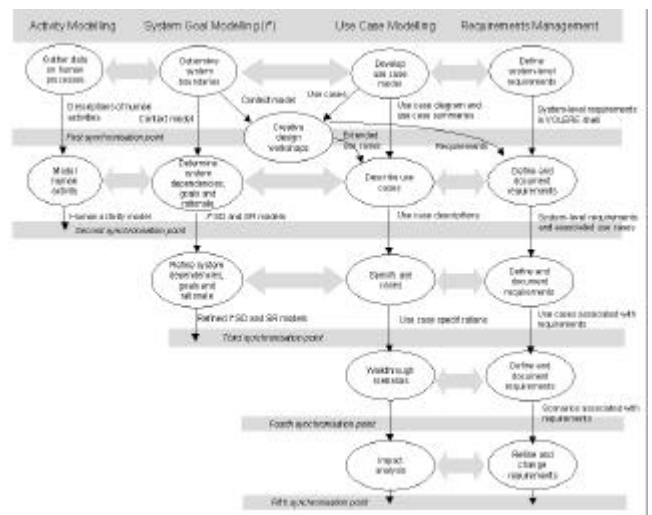 Activity Modelling
System Goal Modelling (i*)
Use Case Modelling
Requirements Management
Gather data
on human
processes
Determine
system
boundaries
Develop
use case
model
Define
system-level
requirements
Descriptions of human
activities
Context model
Context model
Use cases
Use case diagram and
use case summaries
System-level requirements
in VOLERE shell
Creative
design
workshops
First synchronisation point
Extended
use cases
Requirements
Model
human
activity
Determine
system
dependencies,
goals and
rationale
Describe use
cases
Define and
document
requirements
Human activity model
i* SD and SR models
Use case descriptions
System-level requirements
and associated use cases
Second synchronisation point
Refine system
dependencies,
goals and
rationale
Specify use
cases
Define and
document
requirements
Refined i* SD and SR models
Use case specifications
Use cases associated with
requirements
Third synchronisation point
Walkthrough
scenarios
Define and
document
requirements
Scenarios associated with
requirements
Fourth synchronisation point
Impact
analysis
Refine and
change
requirements
Fifth synchronisation point